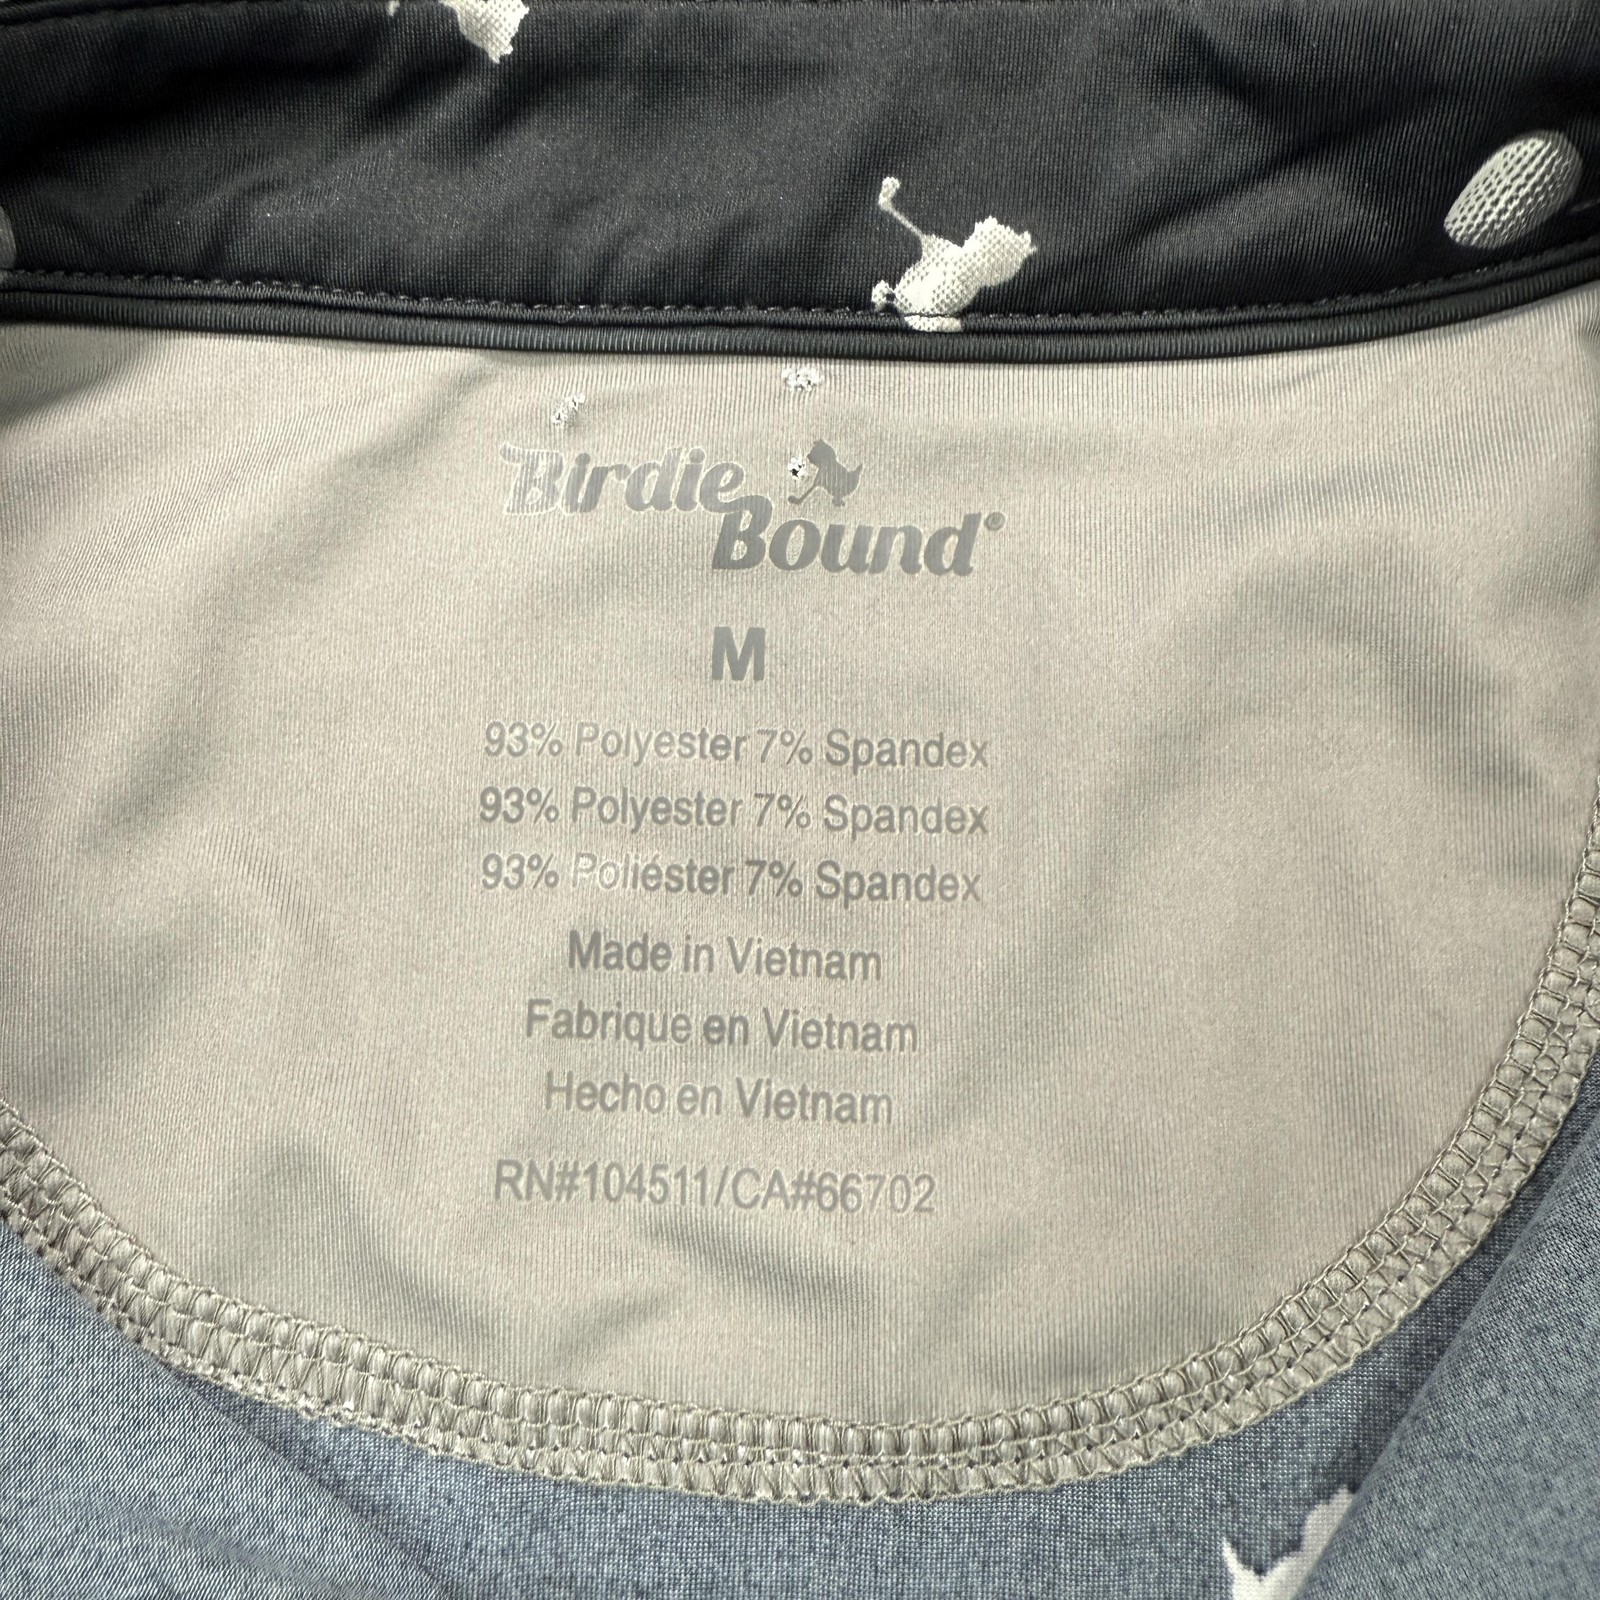 Birdie
Bound®
M
93% Polyester 7% Spandex
93% Polyester 7% Spandex
93% Poliéster 7% Spandex
Made in Vietnam
Fabrique en Vietnam
Hecho en Vietnam
RN#104511/CA#66702